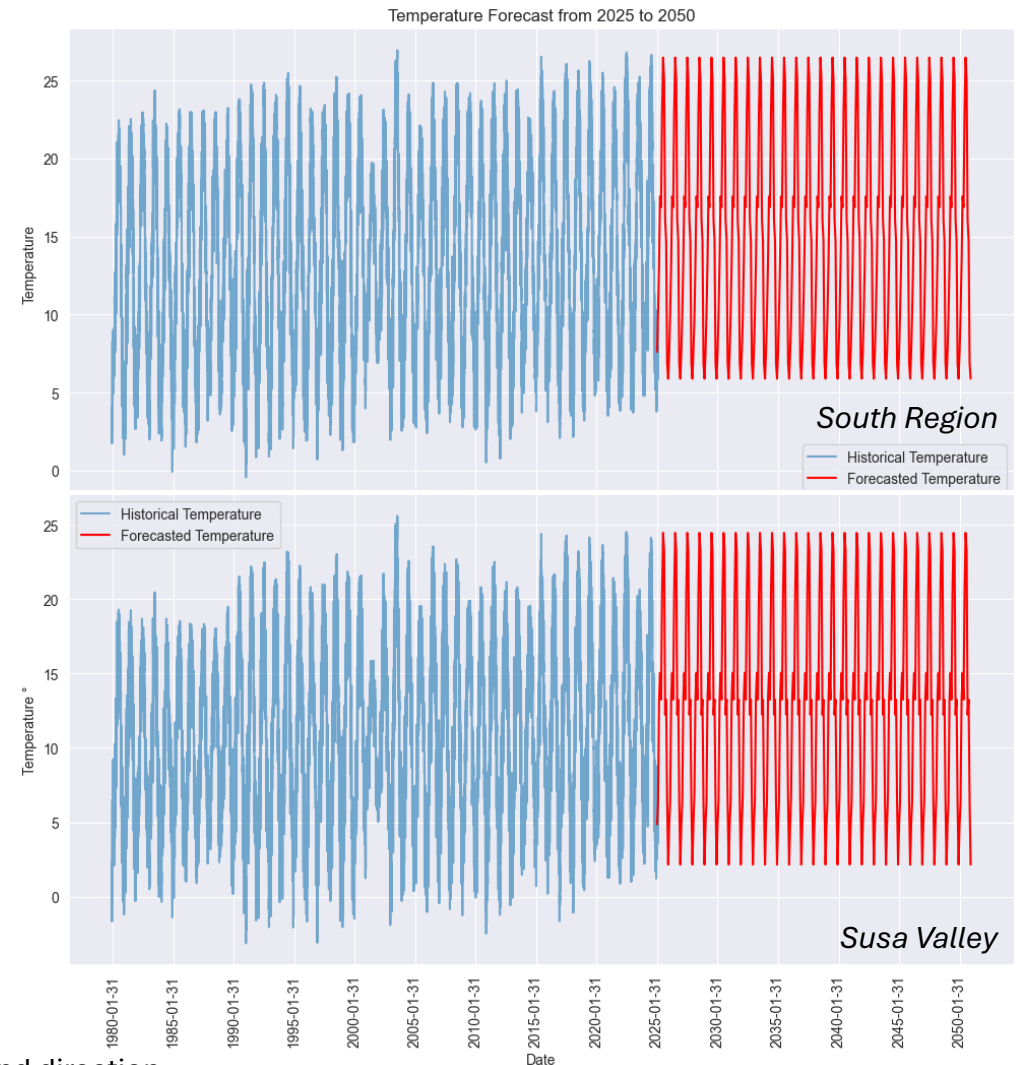 Temperature Forecast from 2025 to 2050
25
20
15
10
5
0
Temperature
South Region
Historical Temperature
Forecasted Temperature
Historical Temperature
Forecasted Temperature
25
20
15
10
5
0
Temperature °
Susa Valley
1980-01-31
1985-01-31
1990-01-31
1995-01-31
2000-01-31
2005-01-31
2010-01-31
2015-01-31
2020-01-31
2025-01-31
2030-01-31
2035-01-31
2040-01-31
2045-01-31
2050-01-31
Date
direction